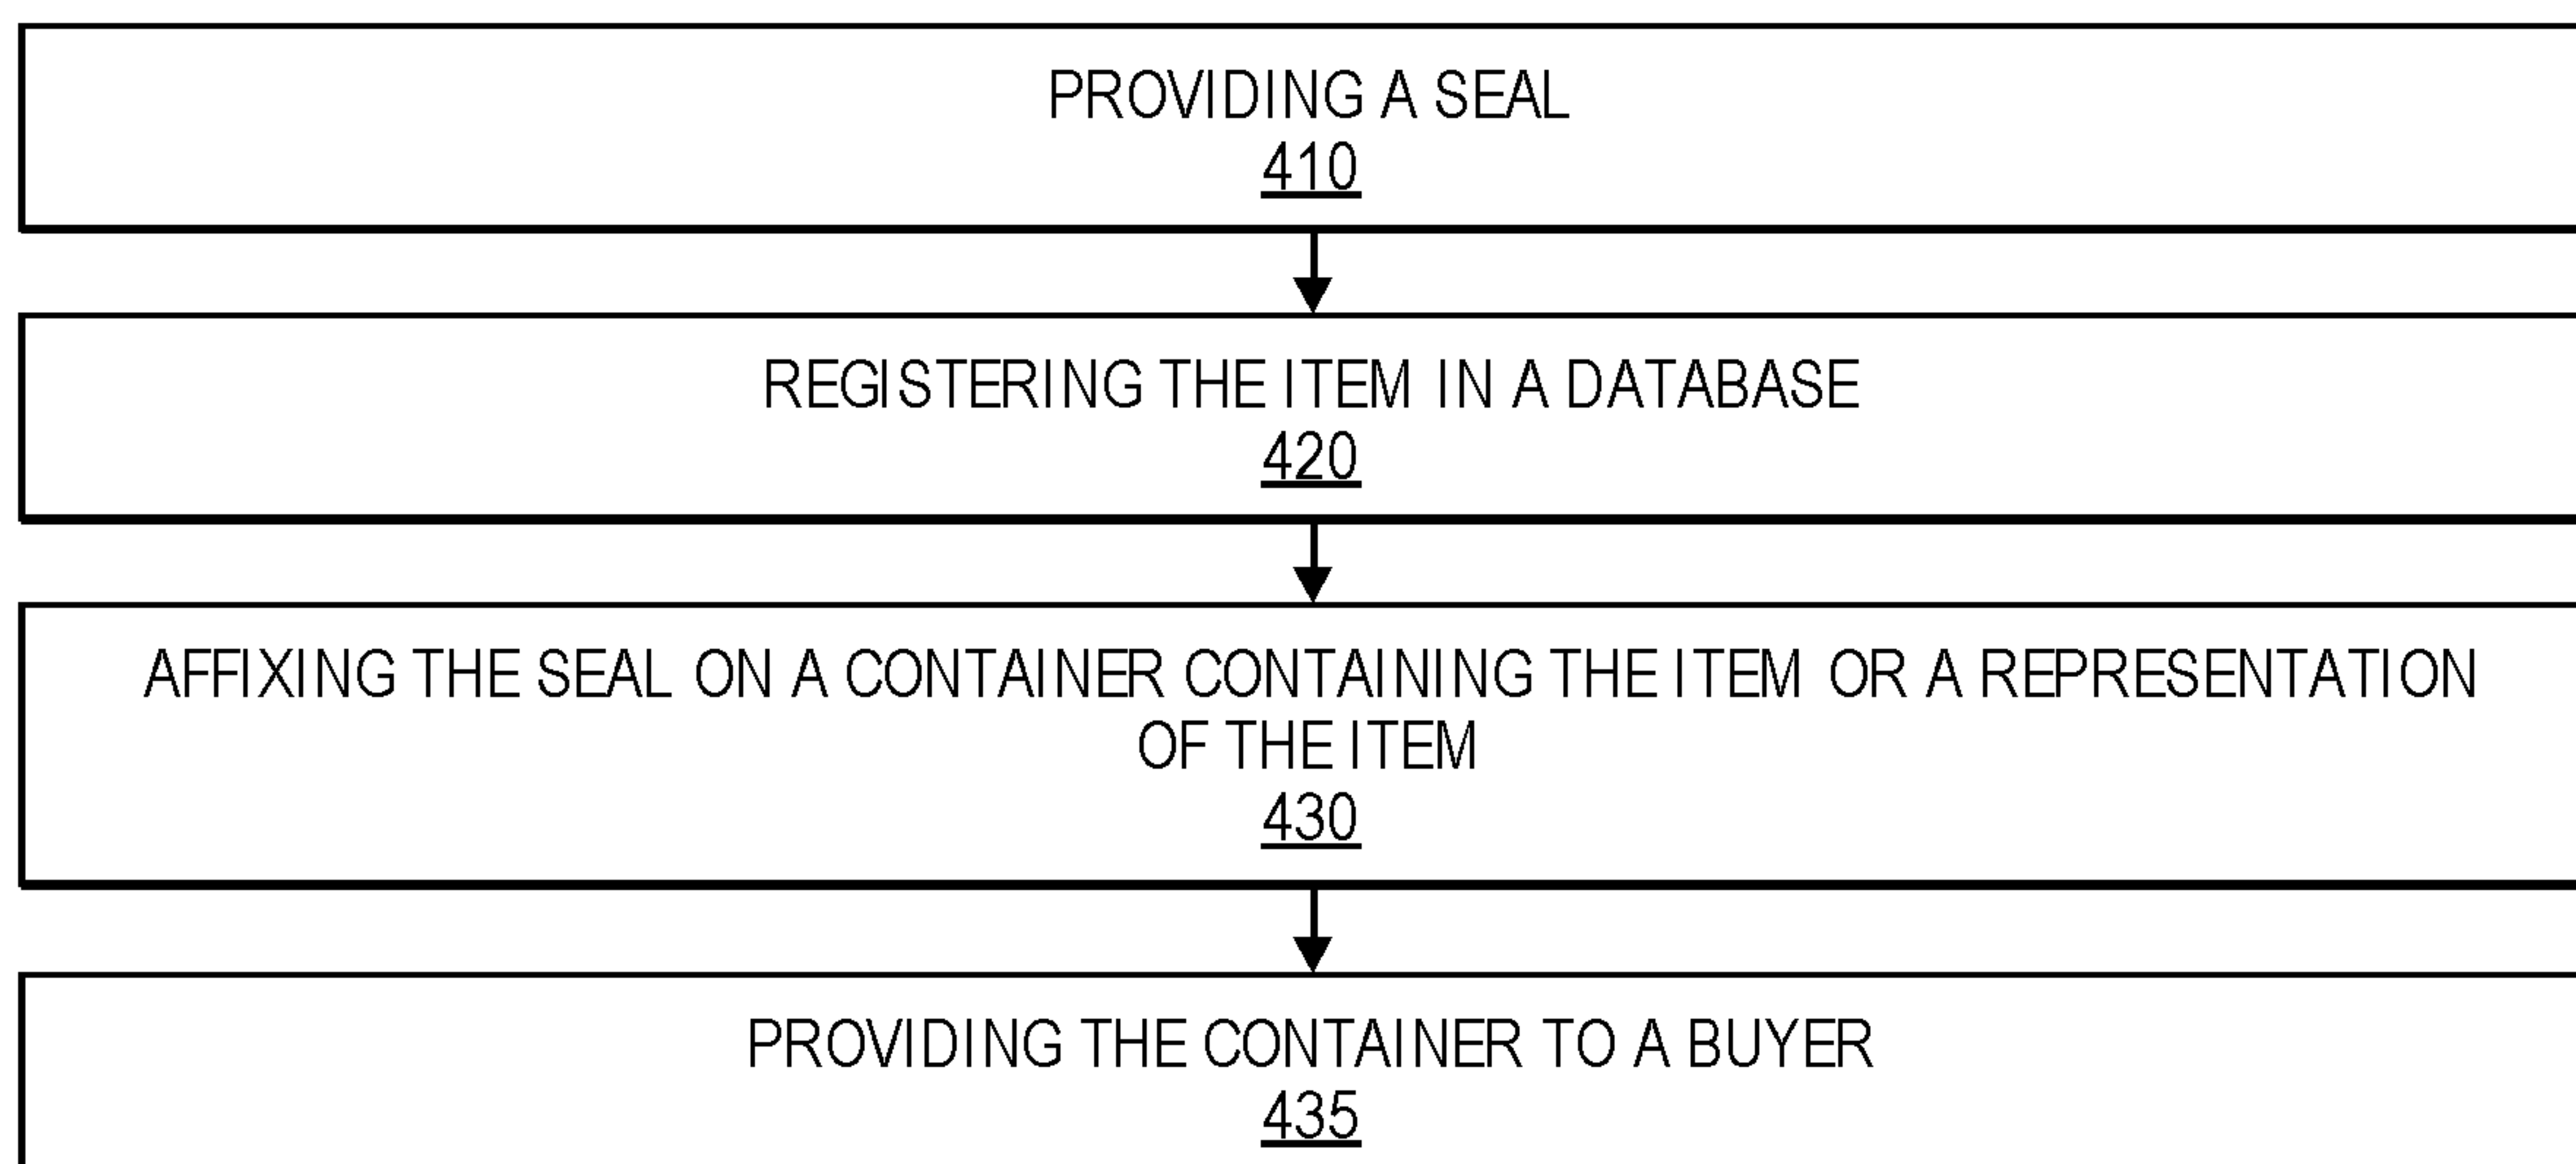 PROVIDING A SEAL
410
REGISTERING THE ITEM IN A DATABASE
420
AFFIXING THE SEAL ON A CONTAINER CONTAINING THE ITEM OR A REPRESENTATION
OF THE ITEM
430
PROVIDING THE CONTAINER TO A BUYER
435